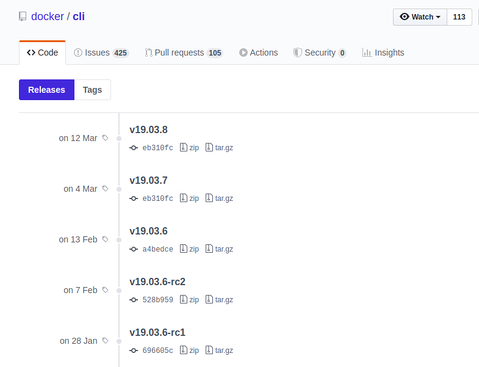 docker / cli
Watch 113
Code Issues 425 Pull requests 105 Actions Security 0 Insights
Releases Tags
on 12 Mar v19.03.8
eb310fc zip tar.gz
on 4 Mar v19.03.7
eb310fc zip tar.gz
on 13 Feb v19.03.6
a4bedce zip tar.gz
on 7 Feb v19.03.6-rc2
528b959 zip tar.gz
on 28 Jan v19.03.6-rc1
696605c zip tar.gz